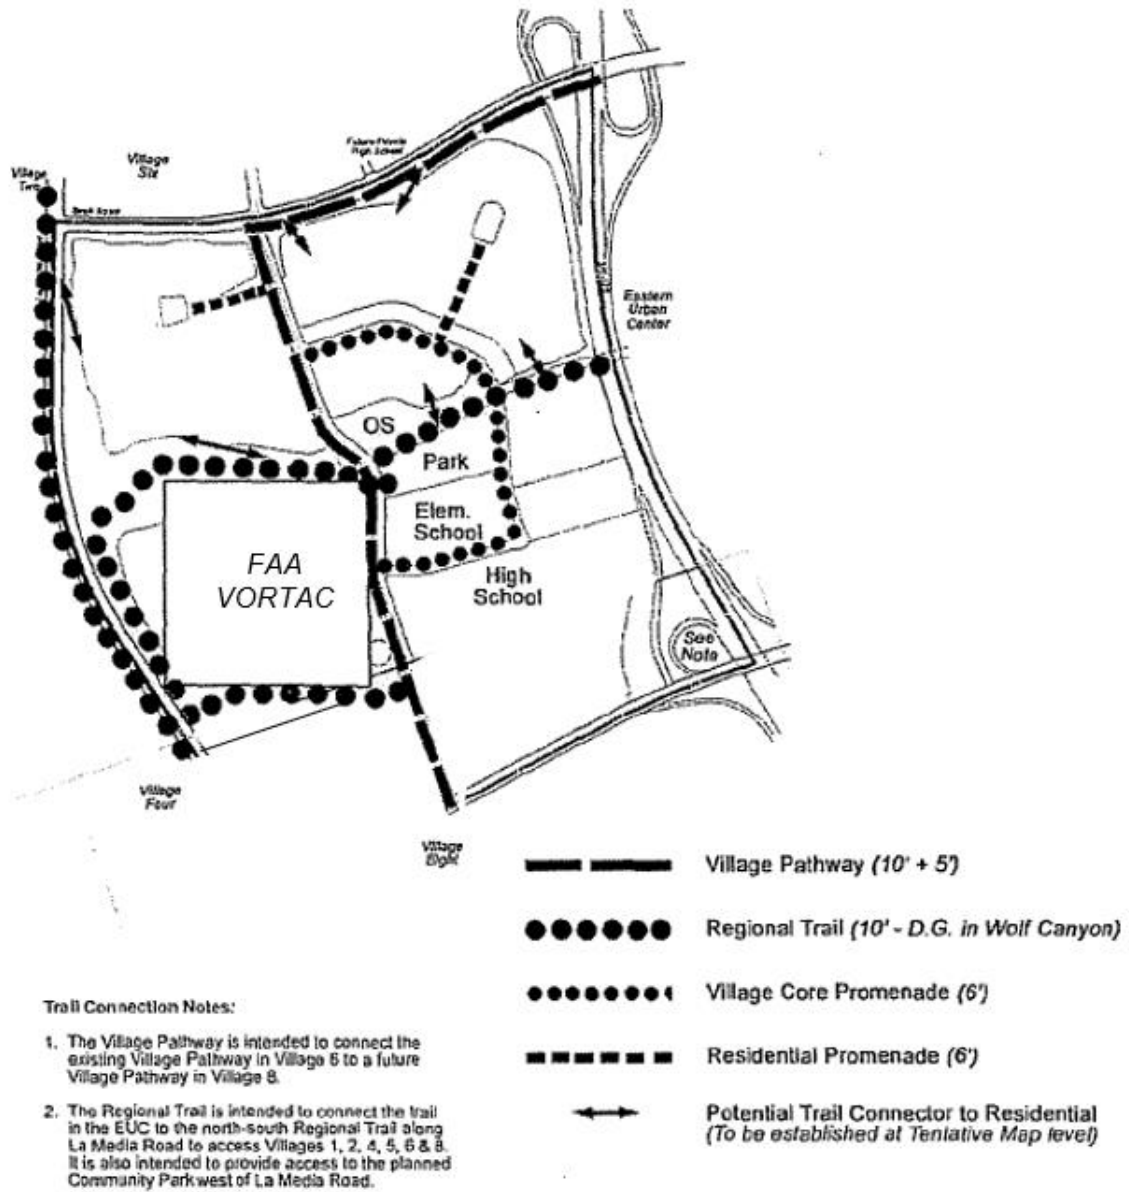 Village
Six
Future Private
High School
Village
Two
Eastern
Urban
Center
OS
Park
Elem.
School
FAA
VORTAC
High
School
See
Note
Village
Four
Village
Eight
Village Pathway (10' + 5')
Regional Trail (10' - D.G. in Wolf Canyon)
Village Core Promenade (6')
Residential Promenade (6')
Potential Trail Connector to Residential
(To be established at Tentative Map level)
Trail Connection Notes:
1. The Village Pathway is intended to connect the
existing Village Pathway in Village 6 to a future
Village Pathway in Village 8.
2. The Regional Trail is intended to connect the trail
in the EUC to the north-south Regional Trail along
La Media Road to access Villages 1, 2, 4, 5, 6 & 8.
It is also intended to provide access to the planned
Community Park west of La Media Road.